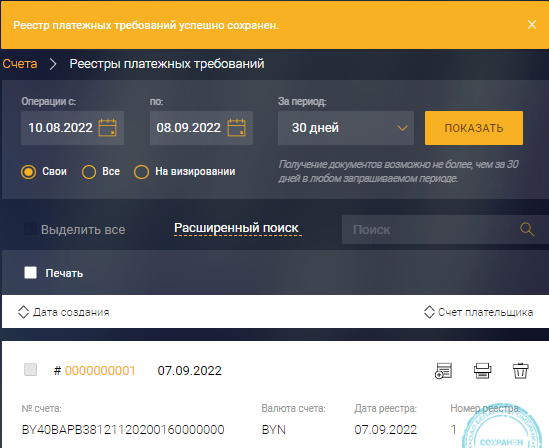 Реестр платежных требований успешно сохранен.
Счета > Реестры платежных требований
Операции с: по: За период:
10.08.2022 08.09.2022 30 дней ПОКАЗАТЬ
Свои Все На визировании
Получение документов возможно не более, чем за 30
дней в любом запрашиваемом периоде.
Выделить все Расширенный поиск Поиск
Печать
Дата создания Счет плательщика
# 0000000001 07.09.2022
№ счета: Валюта счета: Дата реестра: Номер реестра:
BY40BAPB38121120200160000000 BYN 07.09.2022 1
СОХРАНЕН